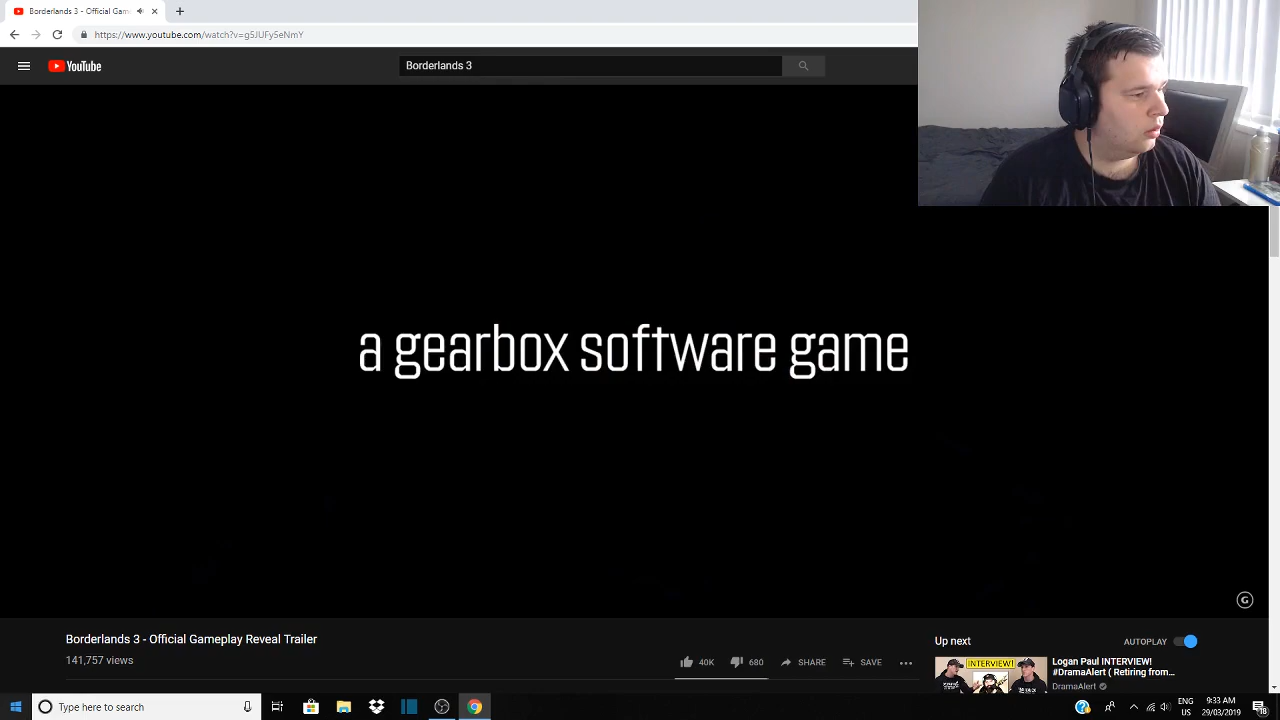 Borderlands 3 - Official Gam
https://www.youtube.com/watch?v=g5JUFy5eNmY
YouTube
Borderlands 3
a gearbox software game
G
Borderlands 3 - Official Gameplay Reveal Trailer
141,757 views
40K
680
SHARE
SAVE
Up next
AUTOPLAY
INTERVIEW!
Logan Paul INTERVIEW!
#DramaAlert ( Retiring from...
DramaAlert
Type here to search
ENG
US
9:33 AM
29/03/2019
18